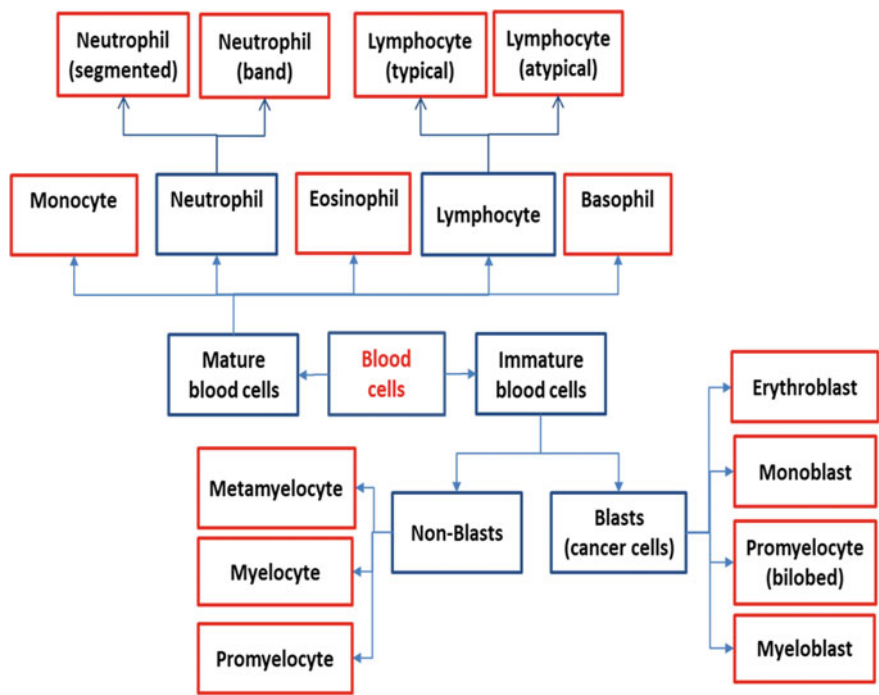 Neutrophil
(segmented)
Neutrophil
(band)
Lymphocyte
(typical)
Lymphocyte
(atypical)
Monocyte
Neutrophil
Eosinophil
Lymphocyte
Basophil
Mature
blood cells
Blood
cells
Immature
blood cells
Erythroblast
Monoblast
Promyelocyte
(bilobed)
Myeloblast
Metamyelocyte
Myelocyte
Promyelocyte
Non-Blasts
Blasts
(cancer cells)